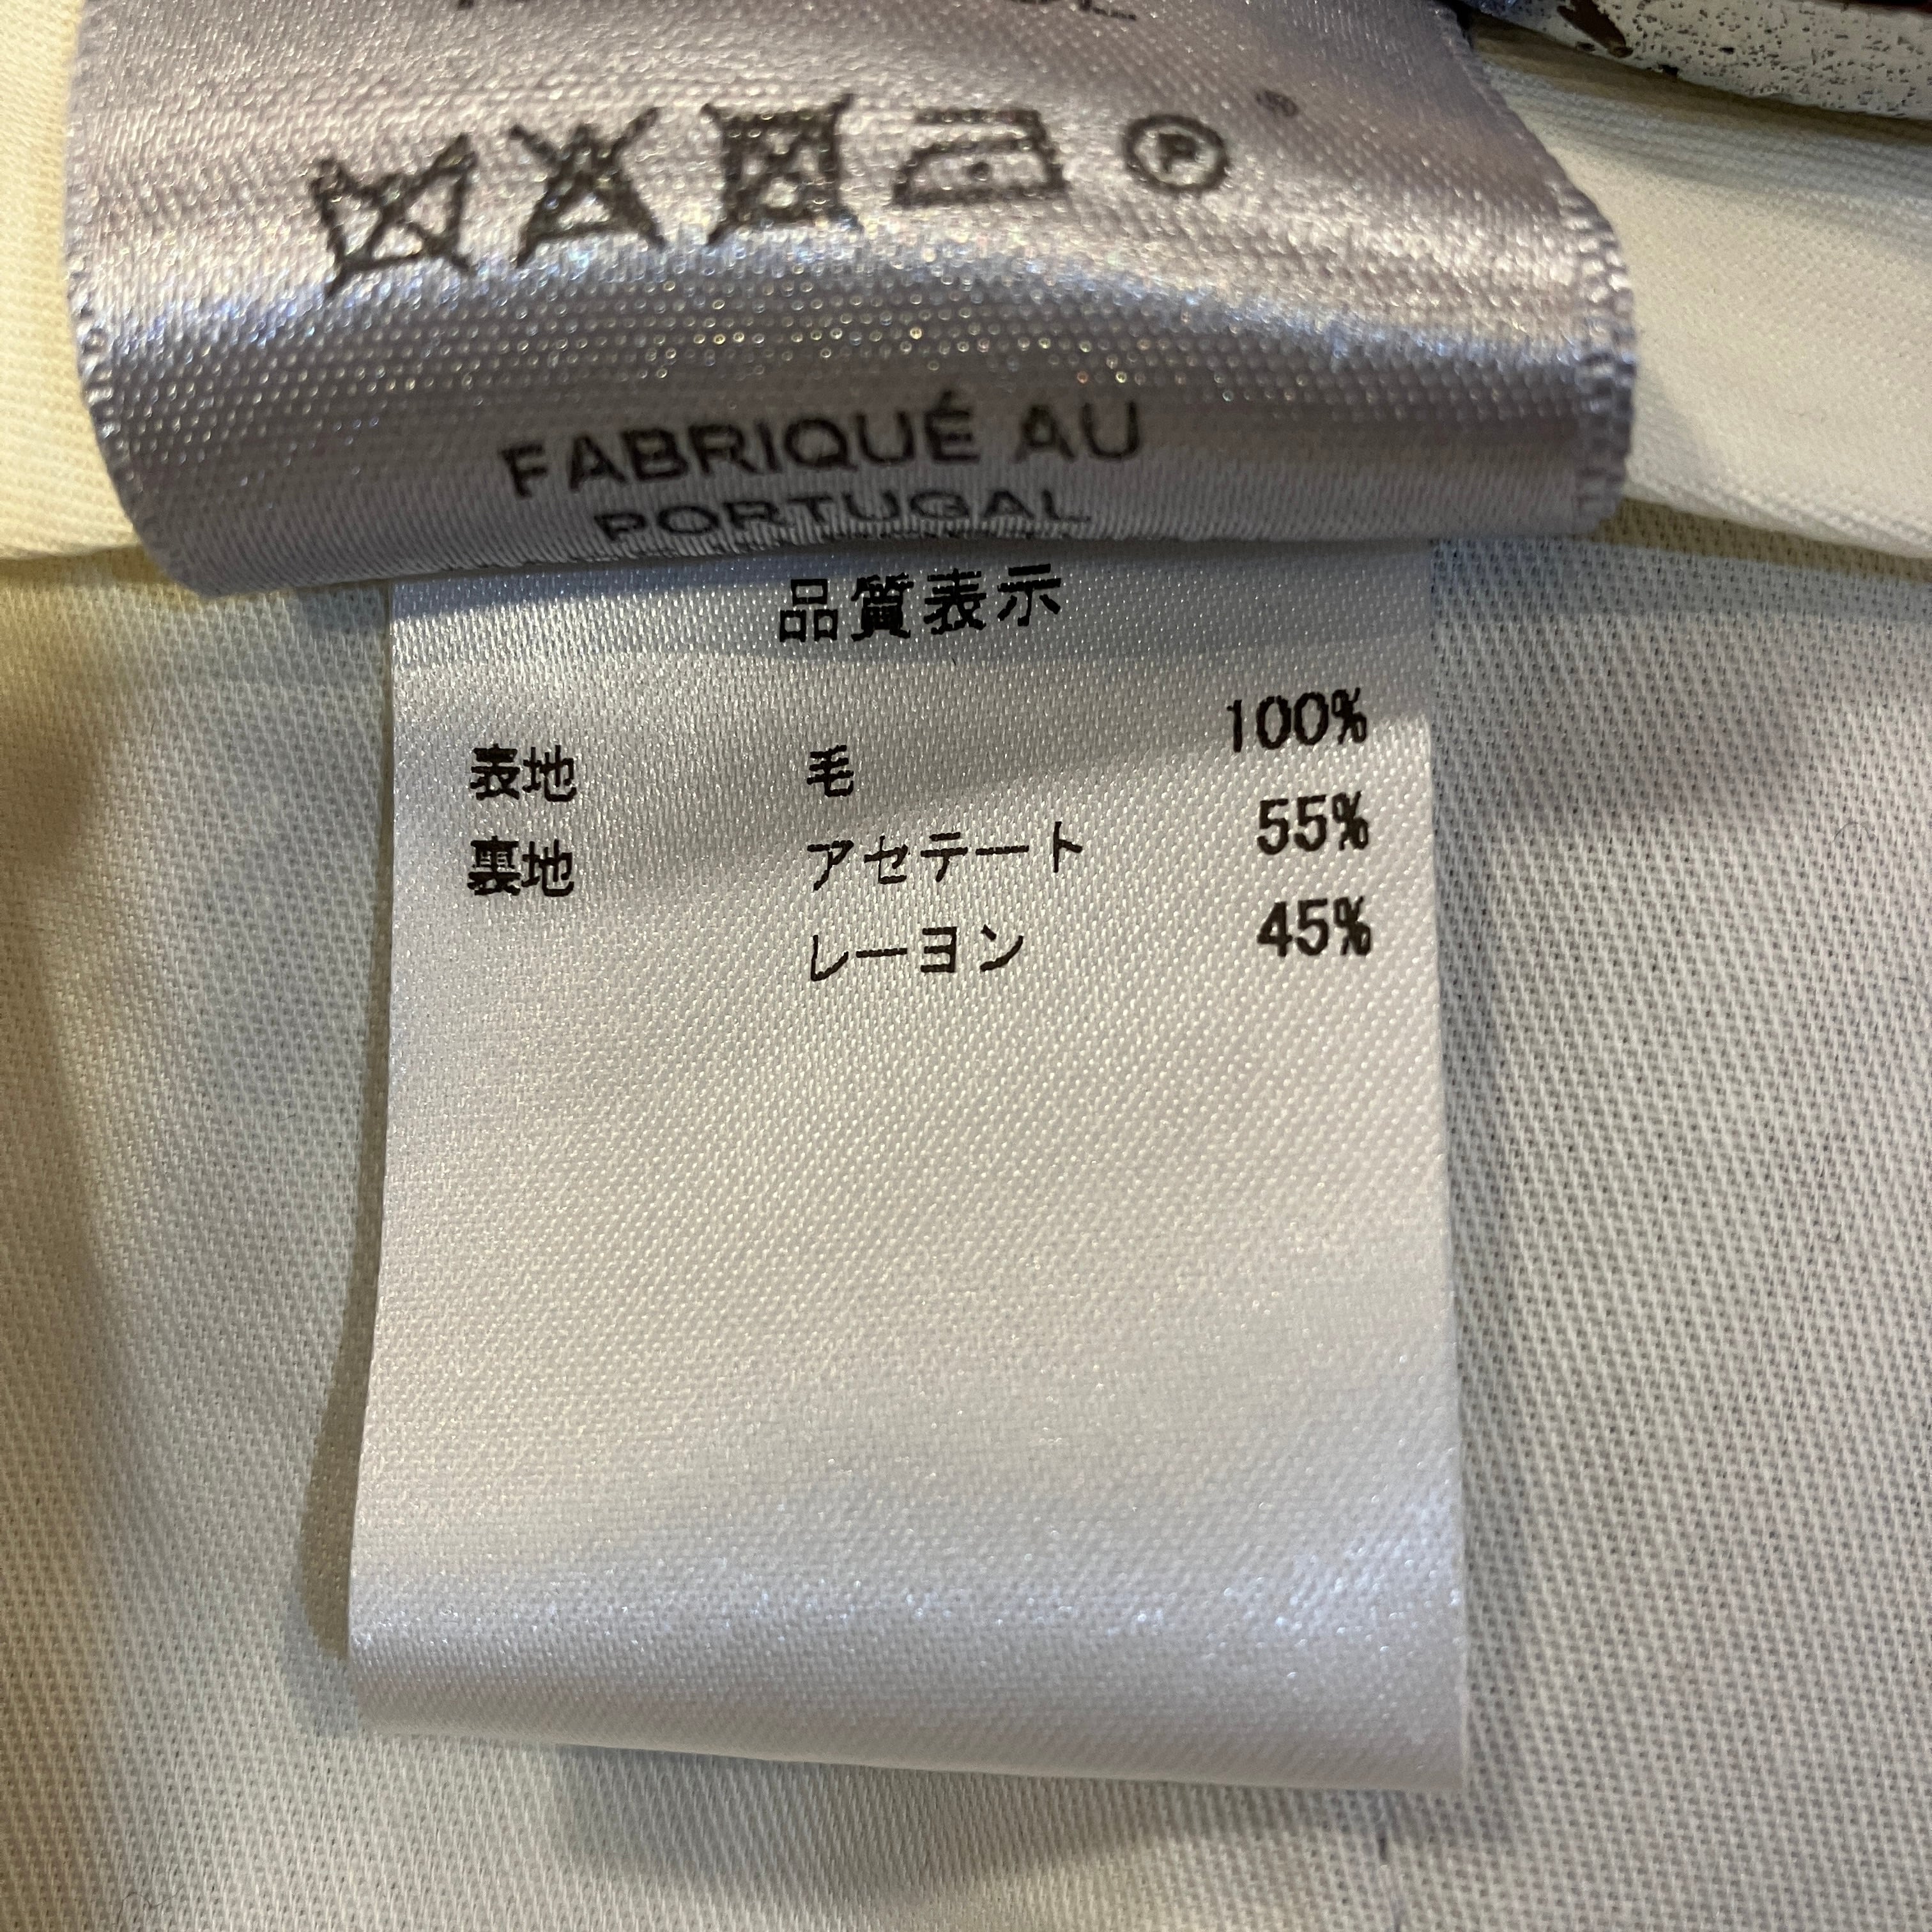 P
®
FABRIQUÉ AU
PORTUGAL
品質表示
表地 毛 100%
裏地 アセテート 55%
レーヨン 45%